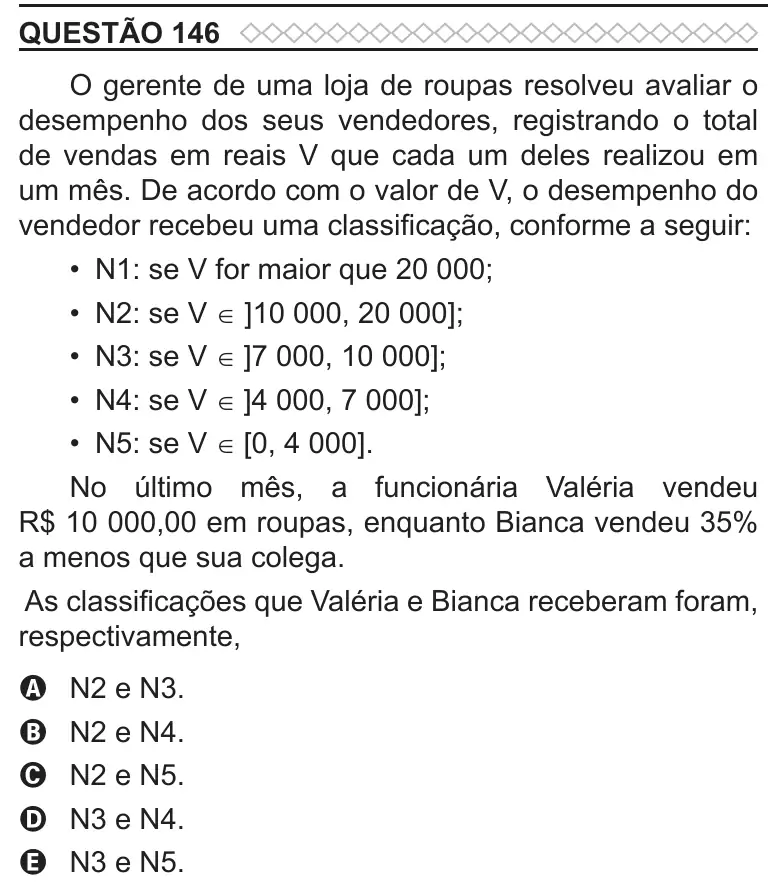 QUESTÃO 146
O gerente de uma loja de roupas resolveu avaliar o
desempenho dos seus vendedores, registrando o total
de vendas em reais V que cada um deles realizou em
um mês. De acordo com o valor de V, o desempenho do
vendedor recebeu uma classificação, conforme a seguir:
• N1: se V for maior que 20 000;
• N2: se V ∈ ]10 000, 20 000];
• N3: se V ∈ ]7 000, 10 000];
• N4: se V ∈ ]4 000, 7 000];
• N5: se V ∈ [0, 4 000].
No último mês, a funcionária Valéria vendeu
R$ 10 000,00 em roupas, enquanto Bianca vendeu 35%
a menos que sua colega.
As classificações que Valéria e Bianca receberam foram,
respectivamente,
A N2 e N3.
B N2 e N4.
C N2 e N5.
D N3 e N4.
E N3 e N5.